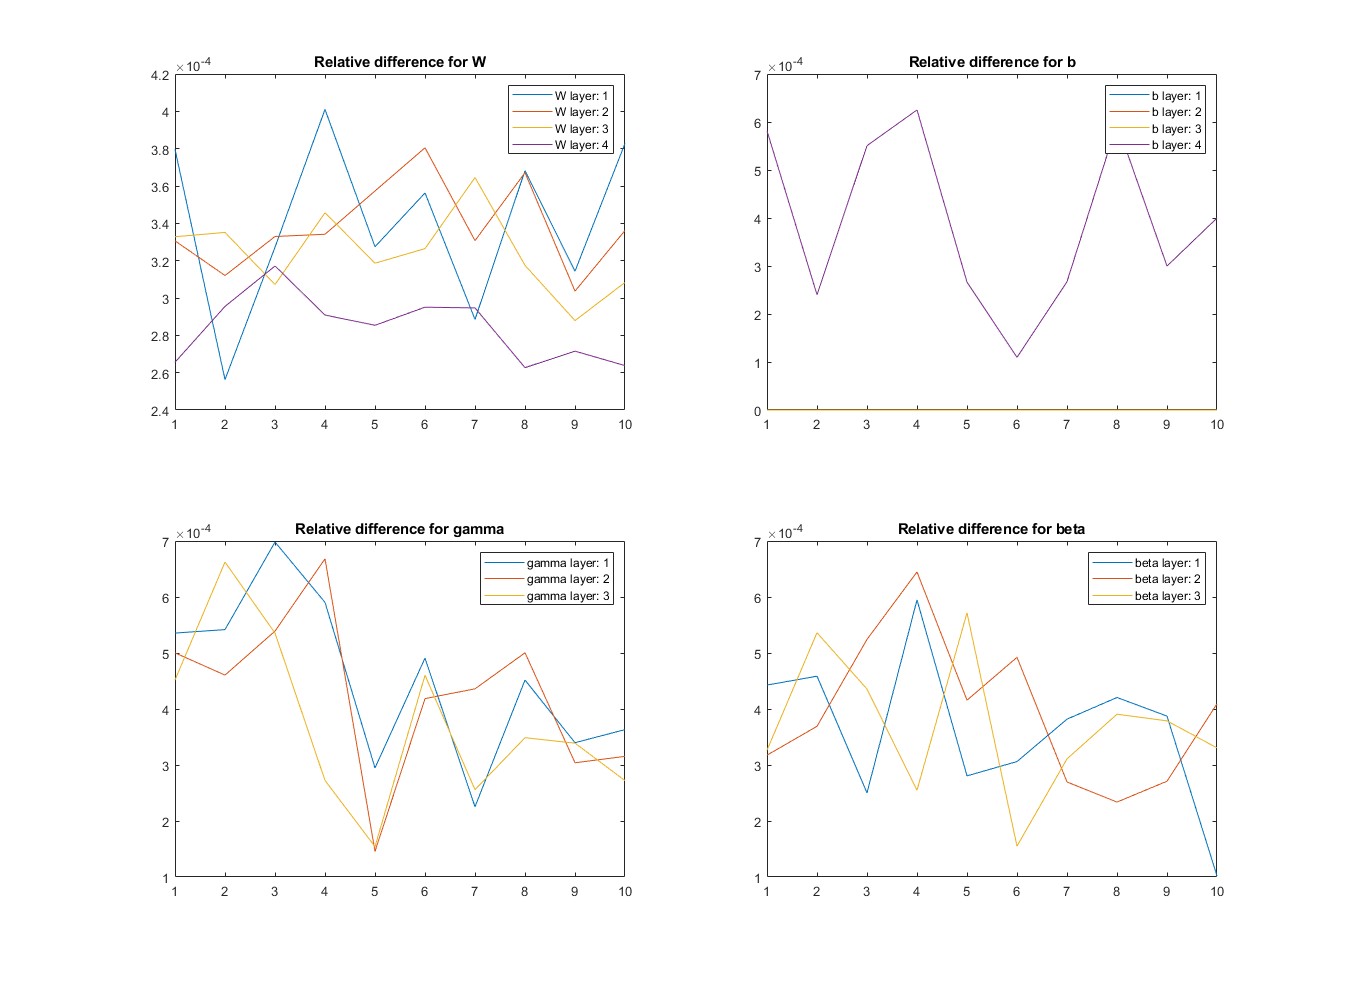 Relative difference for W
×10-4
4.2
4
3.8
3.6
3.4
3.2
3
2.8
2.6
2.4
1 2 3 4 5 6 7 8 9 10
W layer: 1
W layer: 2
W layer: 3
W layer: 4
Relative difference for b
×10-4
7
6
5
4
3
2
1
0
1 2 3 4 5 6 7 8 9 10
b layer: 1
b layer: 2
b layer: 3
b layer: 4
Relative difference for gamma
×10-4
7
6
5
4
3
2
1
1 2 3 4 5 6 7 8 9 10
gamma layer: 1
gamma layer: 2
gamma layer: 3
Relative difference for beta
×10-4
7
6
5
4
3
2
1
1 2 3 4 5 6 7 8 9 10
beta layer: 1
beta layer: 2
beta layer: 3